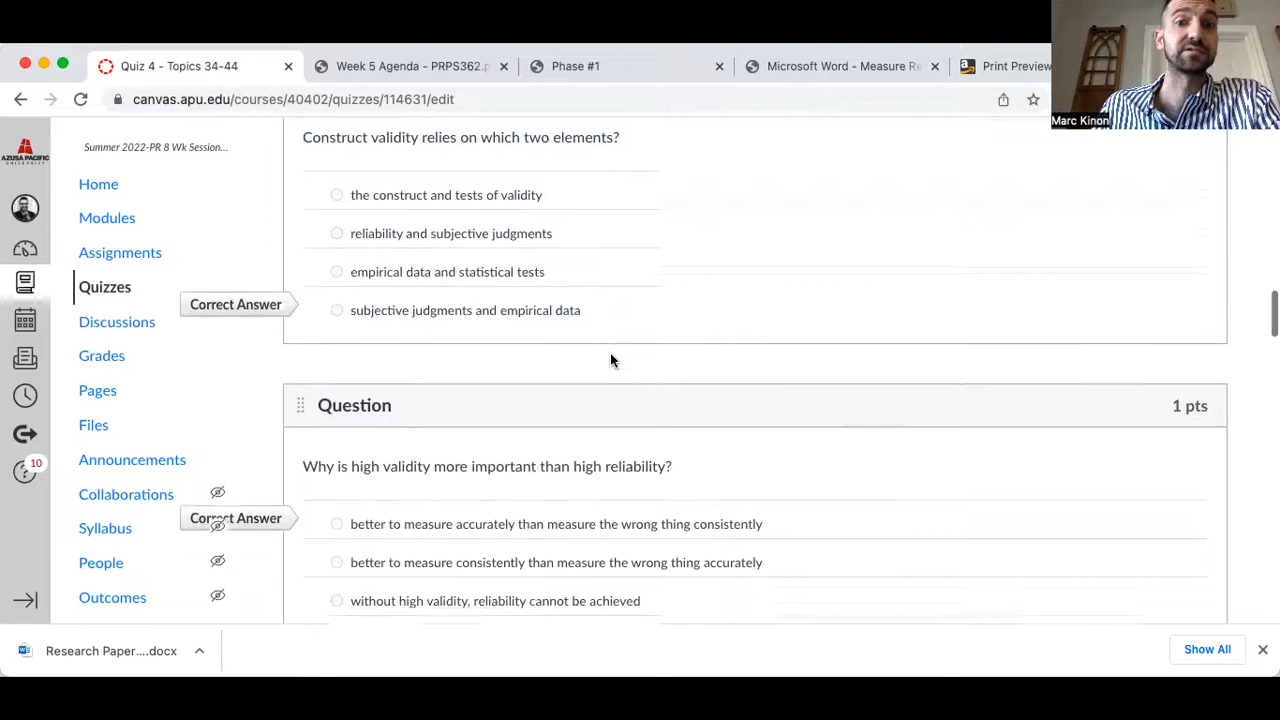 Quiz 4 - Topics 34-44
Week 5 Agenda - PRPS362.p
Phase #1
Microsoft Word - Measure Re
Print Preview
Marc Kinon
canvas.apu.edu/courses/40402/quizzes/114631/edit
AZUSA PACIFIC
UNIVERSITY
Summer 2022-PR 8 Wk Session...
Home
Modules
Assignments
Quizzes
Discussions
Grades
Pages
Files
Announcements
Collaborations
Syllabus
People
Outcomes
10
Construct validity relies on which two elements?
the construct and tests of validity
reliability and subjective judgments
empirical data and statistical tests
Correct Answer
subjective judgments and empirical data
Question
1 pts
Why is high validity more important than high reliability?
Correct Answer
better to measure accurately than measure the wrong thing consistently
better to measure consistently than measure the wrong thing accurately
without high validity, reliability cannot be achieved
Research Paper....docx
Show All